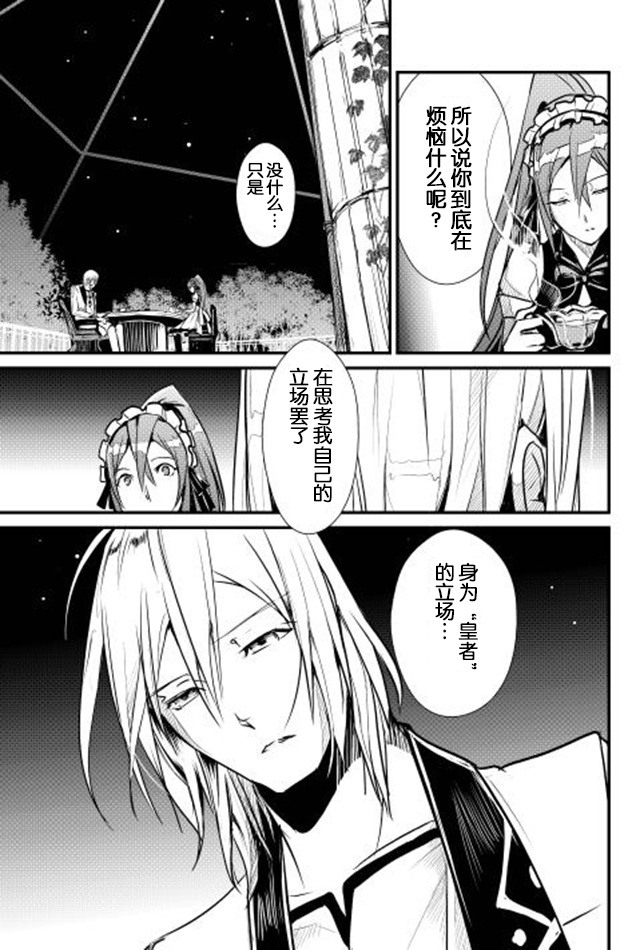 所以说你到底在
烦恼什么呢？
没什么…
只是
在思考我自己的
立场罢了
身为“皇者”
的立场…